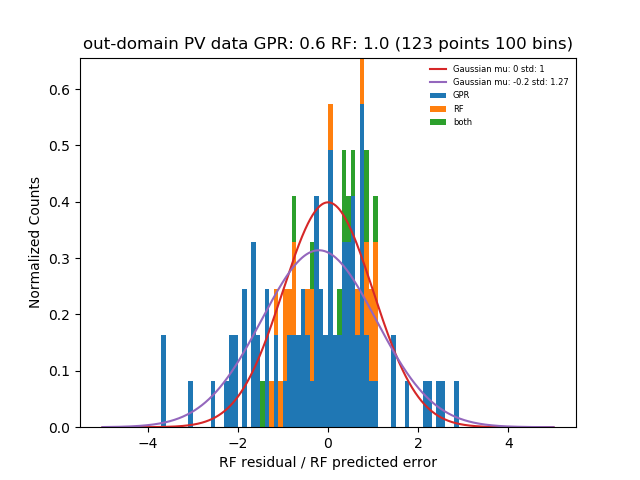 out-domain PV data GPR: 0.6 RF: 1.0 (123 points 100 bins)
Normalized Counts
0.6
0.5
0.4
0.3
0.2
0.1
0.0
Gaussian mu: 0 std: 1
Gaussian mu: -0.2 std: 1.27
GPR
RF
both
−4 −2 0 2 4
RF residual / RF predicted error